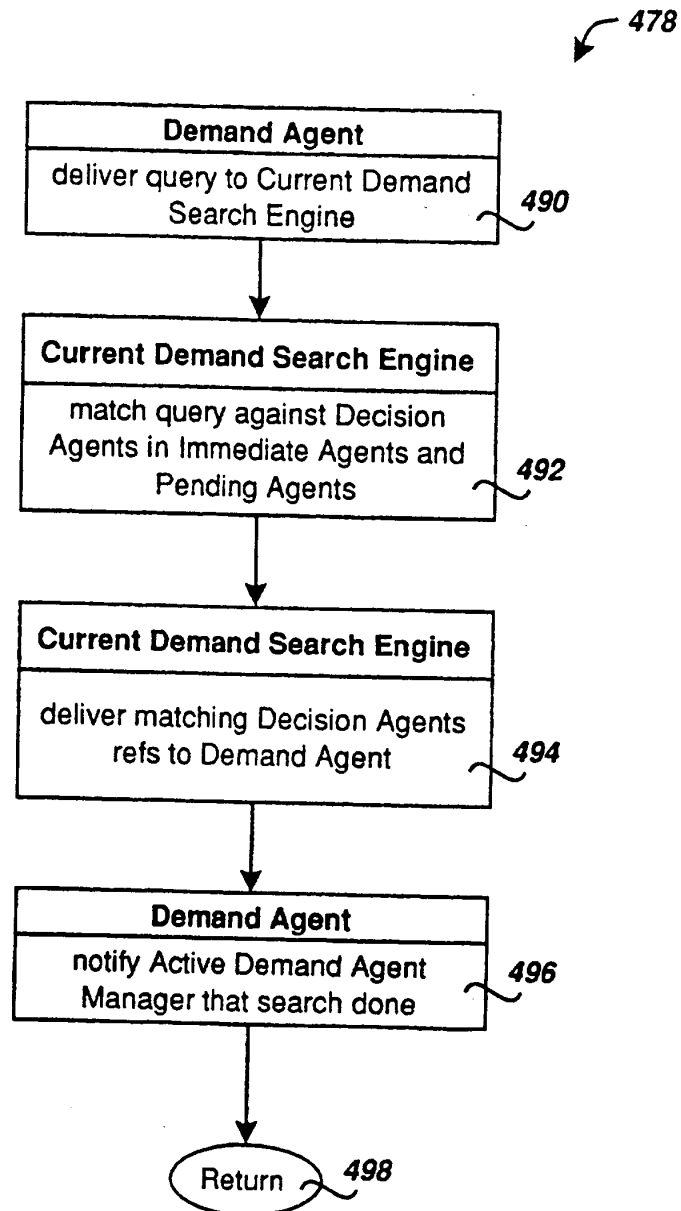 478
Demand Agent
deliver query to Current Demand
Search Engine
490
Current Demand Search Engine
match query against Decision
Agents in Immediate Agents and
Pending Agents
492
Current Demand Search Engine
deliver matching Decision Agents
refs to Demand Agent
494
Demand Agent
notify Active Demand Agent
Manager that search done
496
Return
498